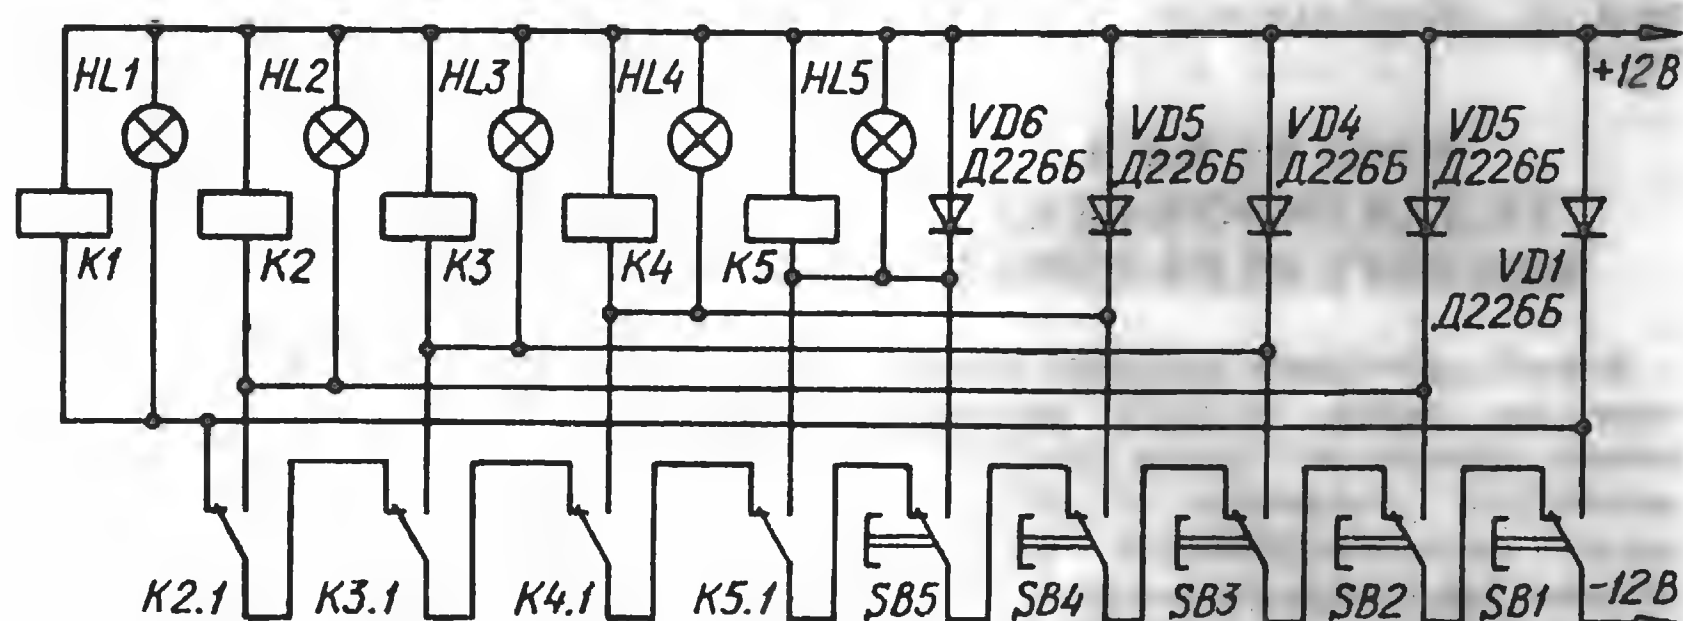 HL1
HL2
HL3
HL4
HL5
+12В
VD6
Д226Б
VD5
Д226Б
VD4
Д226Б
VD5
Д226Б
K1
K2
K3
K4
K5
VD1
Д226Б
K2.1
K3.1
K4.1
K5.1
SB5
SB4
SB3
SB2
SB1
-12В